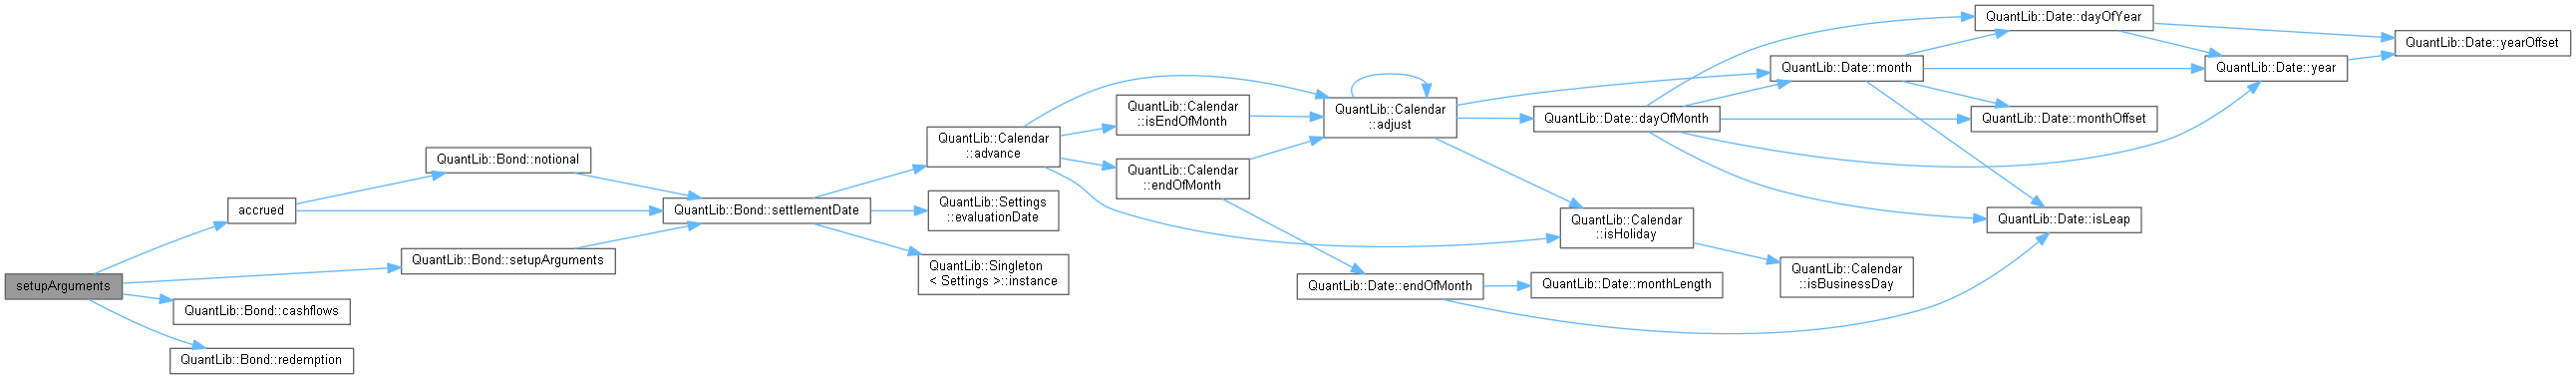 setupArguments
accrued
QuantLib::Bond::notional
QuantLib::Bond::settlementDate
QuantLib::Calendar
::advance
QuantLib::Calendar
::adjust
QuantLib::Date::dayOfMonth
QuantLib::Date::dayOfYear
QuantLib::Date::year
QuantLib::Date::yearOffset
QuantLib::Date::isLeap
QuantLib::Date::month
QuantLib::Date::monthOffset
QuantLib::Calendar
::isHoliday
QuantLib::Calendar
::isBusinessDay
QuantLib::Calendar
::endOfMonth
QuantLib::Date::endOfMonth
QuantLib::Date::monthLength
QuantLib::Calendar
::isEndOfMonth
QuantLib::Settings
::evaluationDate
QuantLib::Singleton
< Settings >::instance
QuantLib::Bond::setupArguments
QuantLib::Bond::cashflows
QuantLib::Bond::redemption